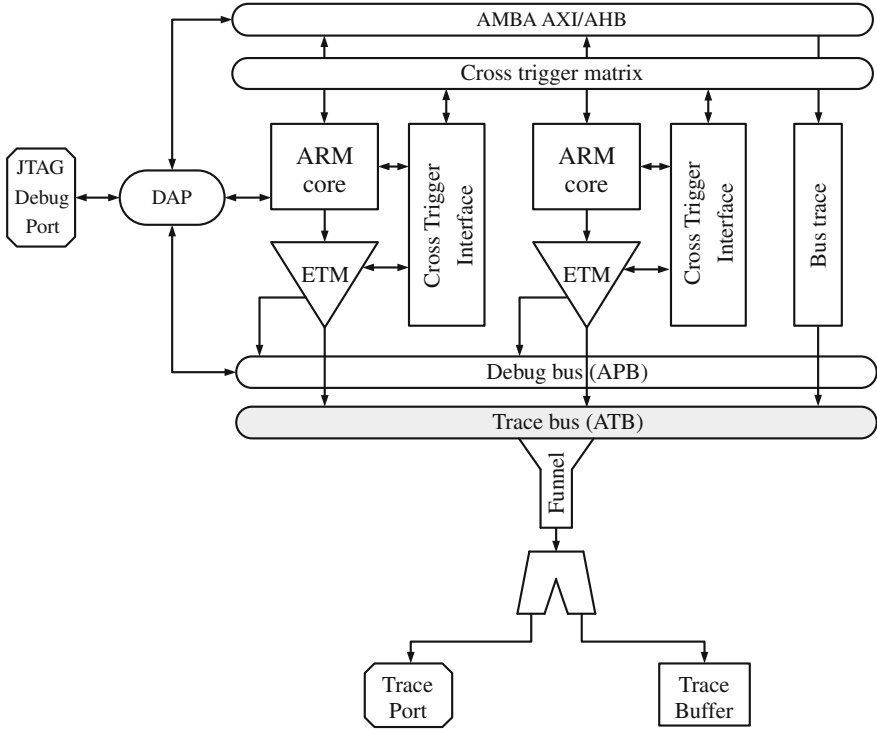 AMBA AXI/AHB
Cross trigger matrix
JTAG
Debug
Port
DAP
ARM
core
Cross Trigger
Interface
ARM
core
Cross Trigger
Interface
Bus trace
ETM
ETM
Debug bus (APB)
Trace bus (ATB)
Funnel
Trace
Port
Trace
Buffer